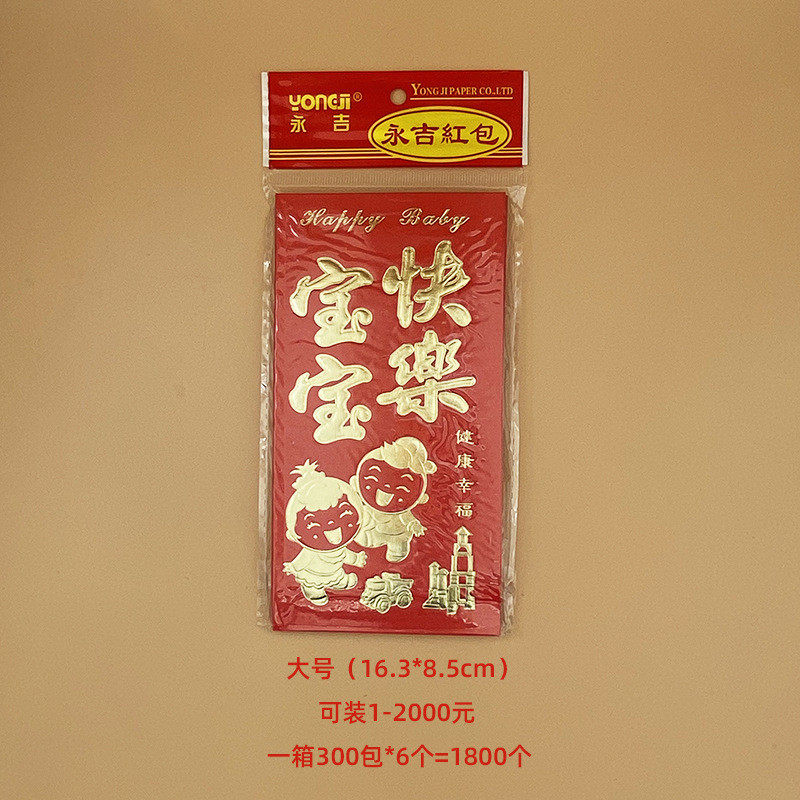 YONGJI®
永吉
YONG JI PAPER CO.,LTD
永吉紅包
Happy Baby
快樂
宝宝
健康幸福
大号（16.3*8.5cm）
可装1-2000元
一箱300包*6个=1800个